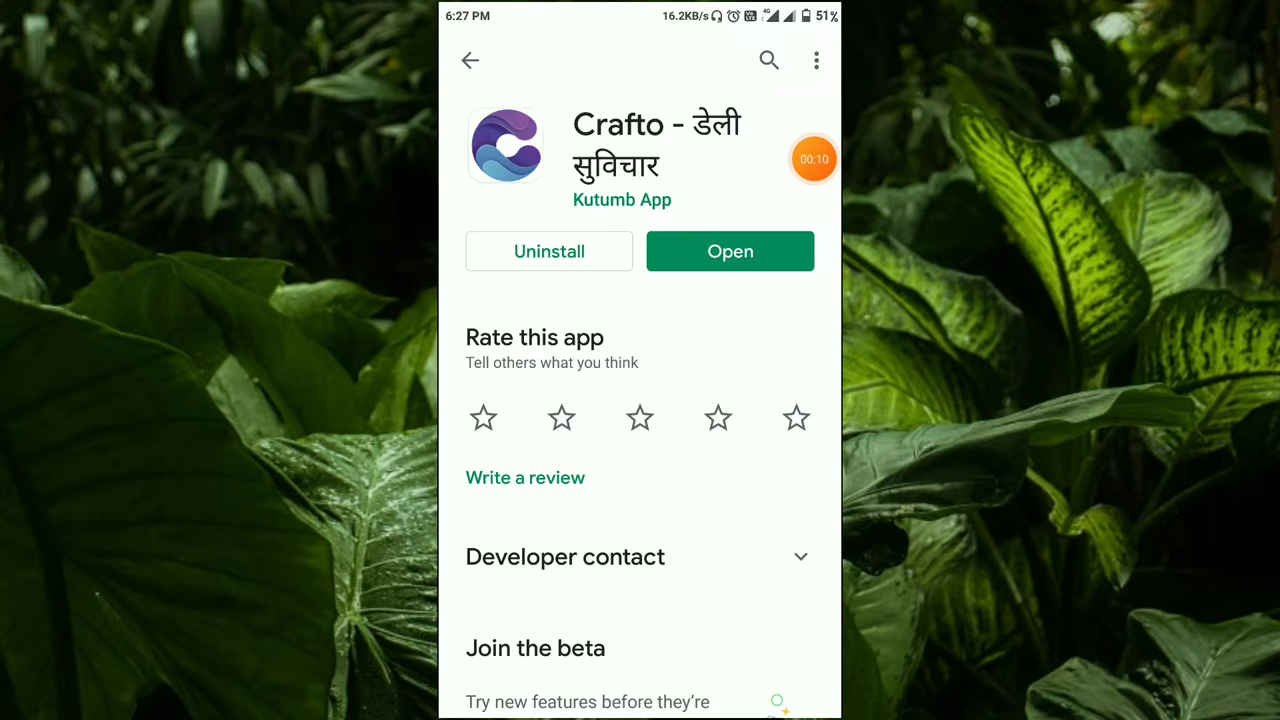 6:27 PM
16.2KB/s 4G 51%
Crafto - डेली
सुविचार
00:10
Kutumb App
Uninstall
Open
Rate this app
Tell others what you think
Write a review
Developer contact
Join the beta
Try new features before they're